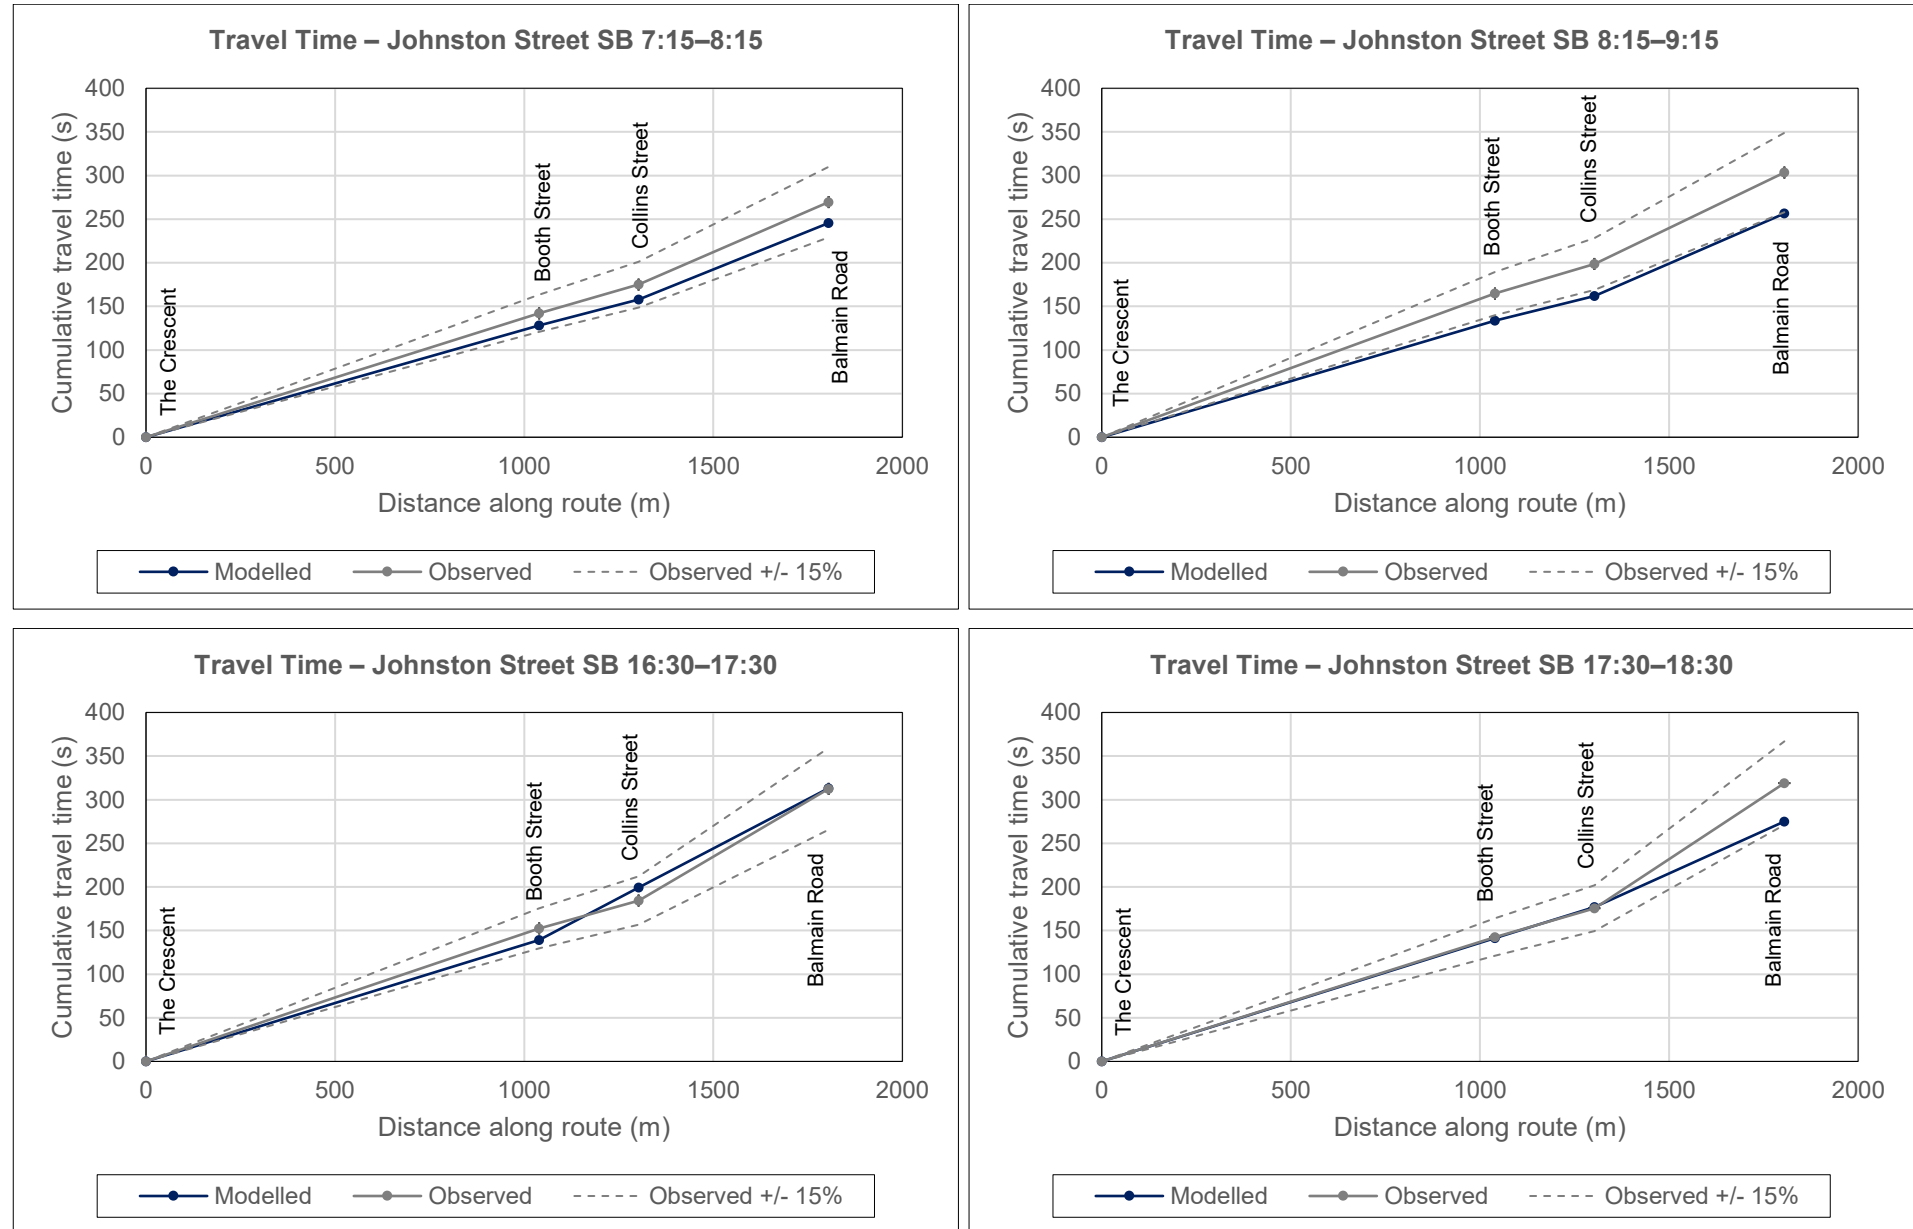 Travel Time – Johnston Street SB 7:15–8:15
Cumulative travel time (s)
400
350
300
250
200
150
100
50
0
The Crescent
Booth Street
Collins Street
Balmain Road
0 500 1000 1500 2000
Distance along route (m)
Modelled Observed Observed +/- 15%
Travel Time – Johnston Street SB 8:15–9:15
Cumulative travel time (s)
400
350
300
250
200
150
100
50
0
The Crescent
Booth Street
Collins Street
Balmain Road
0 500 1000 1500 2000
Distance along route (m)
Modelled Observed Observed +/- 15%
Travel Time – Johnston Street SB 16:30–17:30
Cumulative travel time (s)
400
350
300
250
200
150
100
50
0
The Crescent
Booth Street
Collins Street
Balmain Road
0 500 1000 1500 2000
Distance along route (m)
Modelled Observed Observed +/- 15%
Travel Time – Johnston Street SB 17:30–18:30
Cumulative travel time (s)
400
350
300
250
200
150
100
50
0
The Crescent
Booth Street
Collins Street
Balmain Road
0 500 1000 1500 2000
Distance along route (m)
Modelled Observed Observed +/- 15%